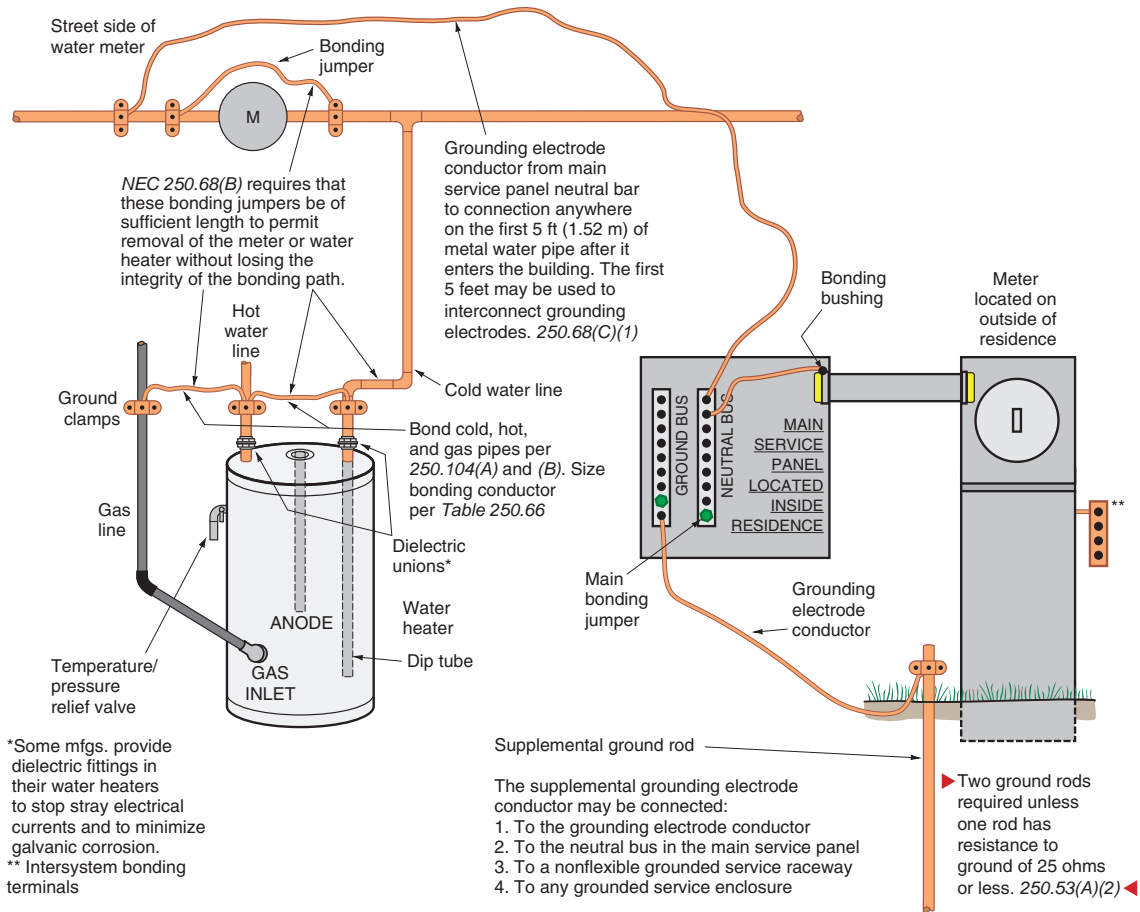 Street side of
water meter
Bonding
jumper
M
NEC 250.68(B) requires that
these bonding jumpers be of
sufficient length to permit
removal of the meter or water
heater without losing the
integrity of the bonding path.
Grounding electrode
conductor from main
service panel neutral bar
to connection anywhere
on the first 5 ft (1.52 m) of
metal water pipe after it
enters the building. The first
5 feet may be used to
interconnect grounding
electrodes. 250.68(C)(1)
Bonding
bushing
Meter
located on
outside of
residence
Hot
water
line
Cold water line
Ground
clamps
Bond cold, hot,
and gas pipes per
250.104(A) and (B). Size
bonding conductor
per Table 250.66
GROUND BUS
NEUTRAL BUS
MAIN
SERVICE
PANEL
LOCATED
INSIDE
RESIDENCE
**
Gas
line
Dielectric
unions*
Main
bonding
jumper
Grounding
electrode
conductor
ANODE
Water
heater
Dip tube
GAS
INLET
Temperature/
pressure
relief valve
*Some mfgs. provide
dielectric fittings in
their water heaters
to stop stray electrical
currents and to minimize
galvanic corrosion.
** Intersystem bonding
terminals
Supplemental ground rod
The supplemental grounding electrode
conductor may be connected:
1. To the grounding electrode conductor
2. To the neutral bus in the main service panel
3. To a nonflexible grounded service raceway
4. To any grounded service enclosure
Two ground rods
required unless
one rod has
resistance to
ground of 25 ohms
or less. 250.53(A)(2)